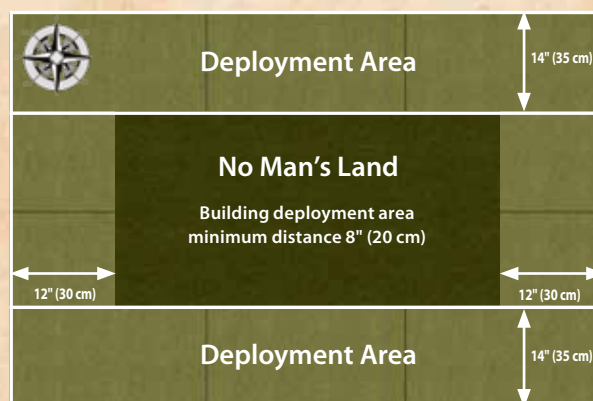 Deployment Area
14" (35 cm)
No Man’s Land
Building deployment area
minimum distance 8" (20 cm)
12" (30 cm)
12" (30 cm)
Deployment Area
14" (35 cm)